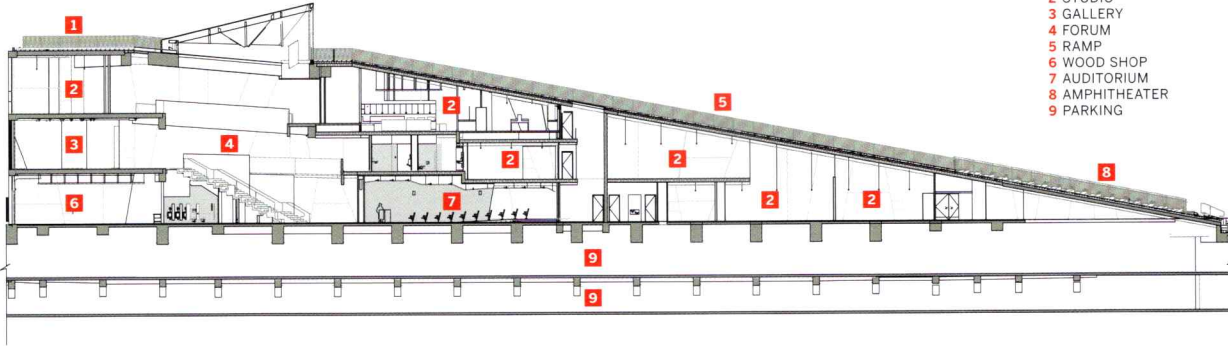 1
2 STUDIO
3 GALLERY
4 FORUM
5 RAMP
6 WOOD SHOP
7 AUDITORIUM
8 AMPHITHEATER
9 PARKING
2
2
5
3
4
2
2
8
6
7
2
2
9
9